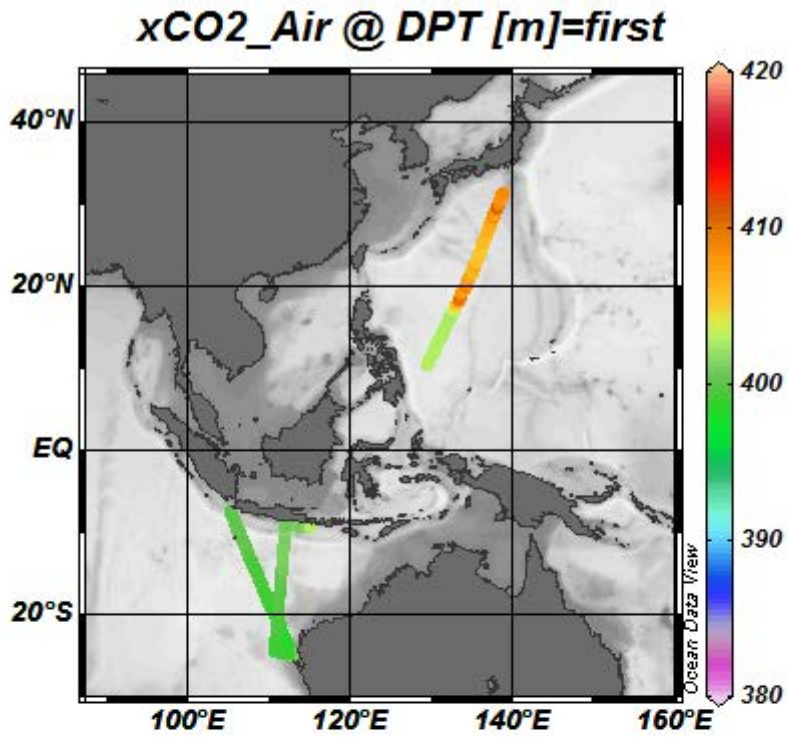 xCO2_Air @ DPT [m]=first
40°N
20°N
EQ
20°S
100°E
120°E
140°E
160°E
420
410
400
390
380
Ocean Data View